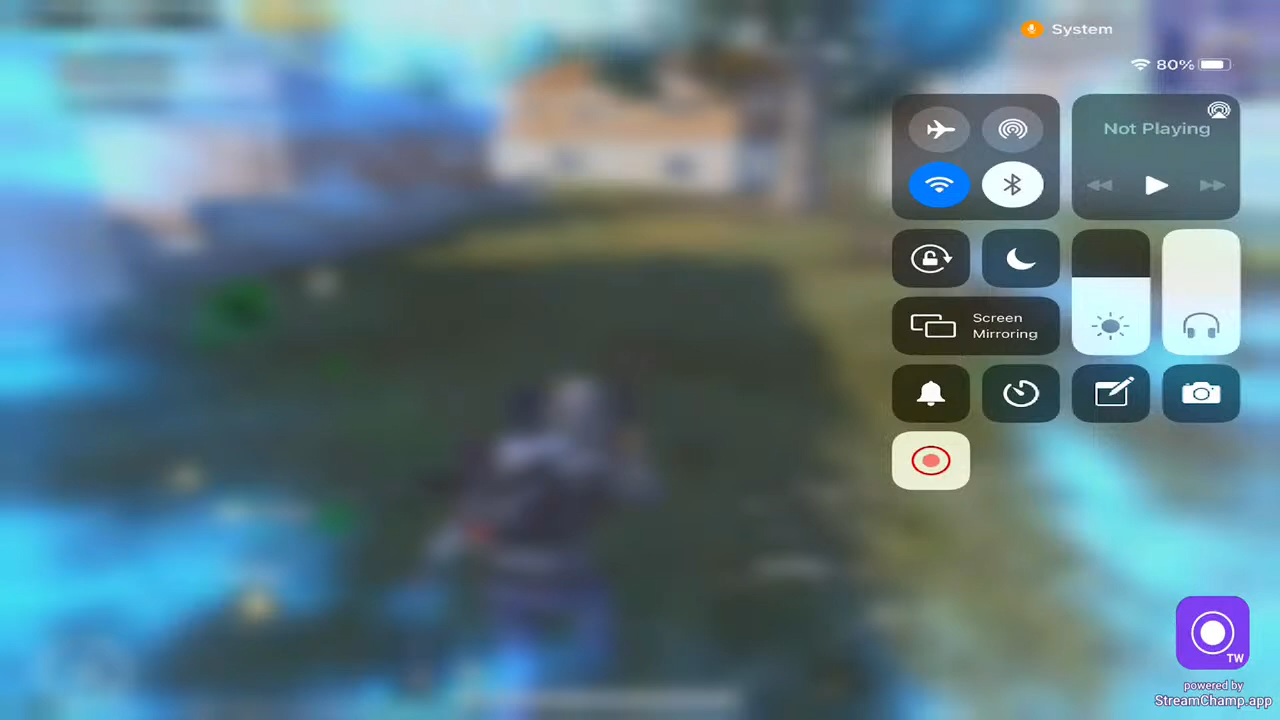 System
80%
Not Playing
Screen
Mirroring
TW
powered by
StreamChamp.app